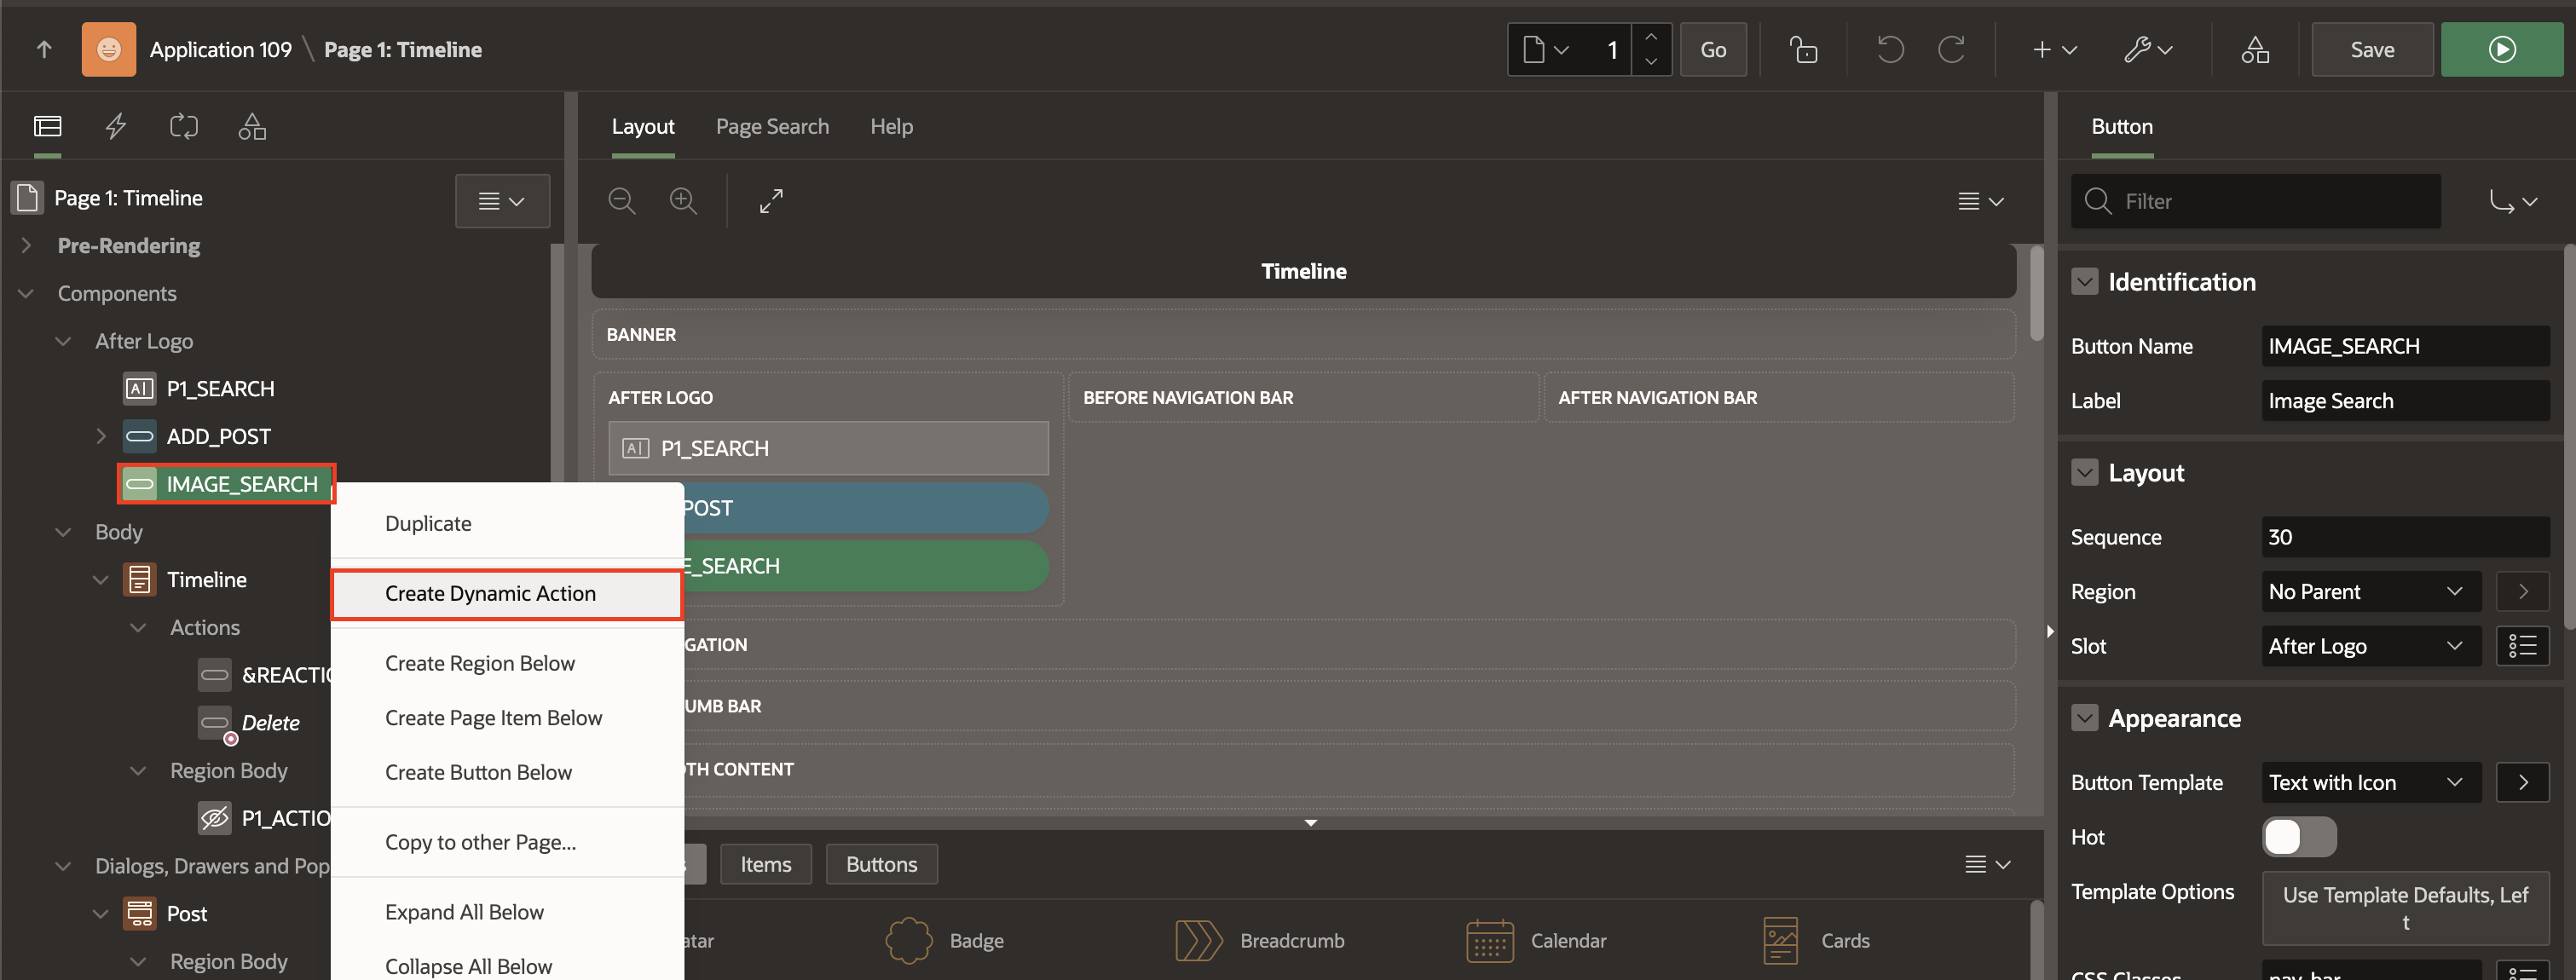 Application 109 \ Page 1: Timeline
1
Go
Save
Page 1: Timeline
Pre-Rendering
Components
After Logo
P1_SEARCH
ADD_POST
IMAGE_SEARCH
Body
Timeline
Actions
&REACTIO
Delete
Region Body
P1_ACTIO
Dialogs, Drawers and Pop
Post
Region Body
Duplicate
Create Dynamic Action
Create Region Below
Create Page Item Below
Create Button Below
Copy to other Page...
Expand All Below
Collapse All Below
Layout Page Search Help
Timeline
BANNER
AFTER LOGO
BEFORE NAVIGATION BAR
AFTER NAVIGATION BAR
P1_SEARCH
POST
E_SEARCH
GATION
UMB BAR
TH CONTENT
Items
Buttons
atar
Badge
Breadcrumb
Calendar
Cards
Button
Filter
Identification
Button Name IMAGE_SEARCH
Label Image Search
Layout
Sequence 30
Region No Parent
Slot After Logo
Appearance
Button Template Text with Icon
Hot
Template Options Use Template Defaults, Lef
t